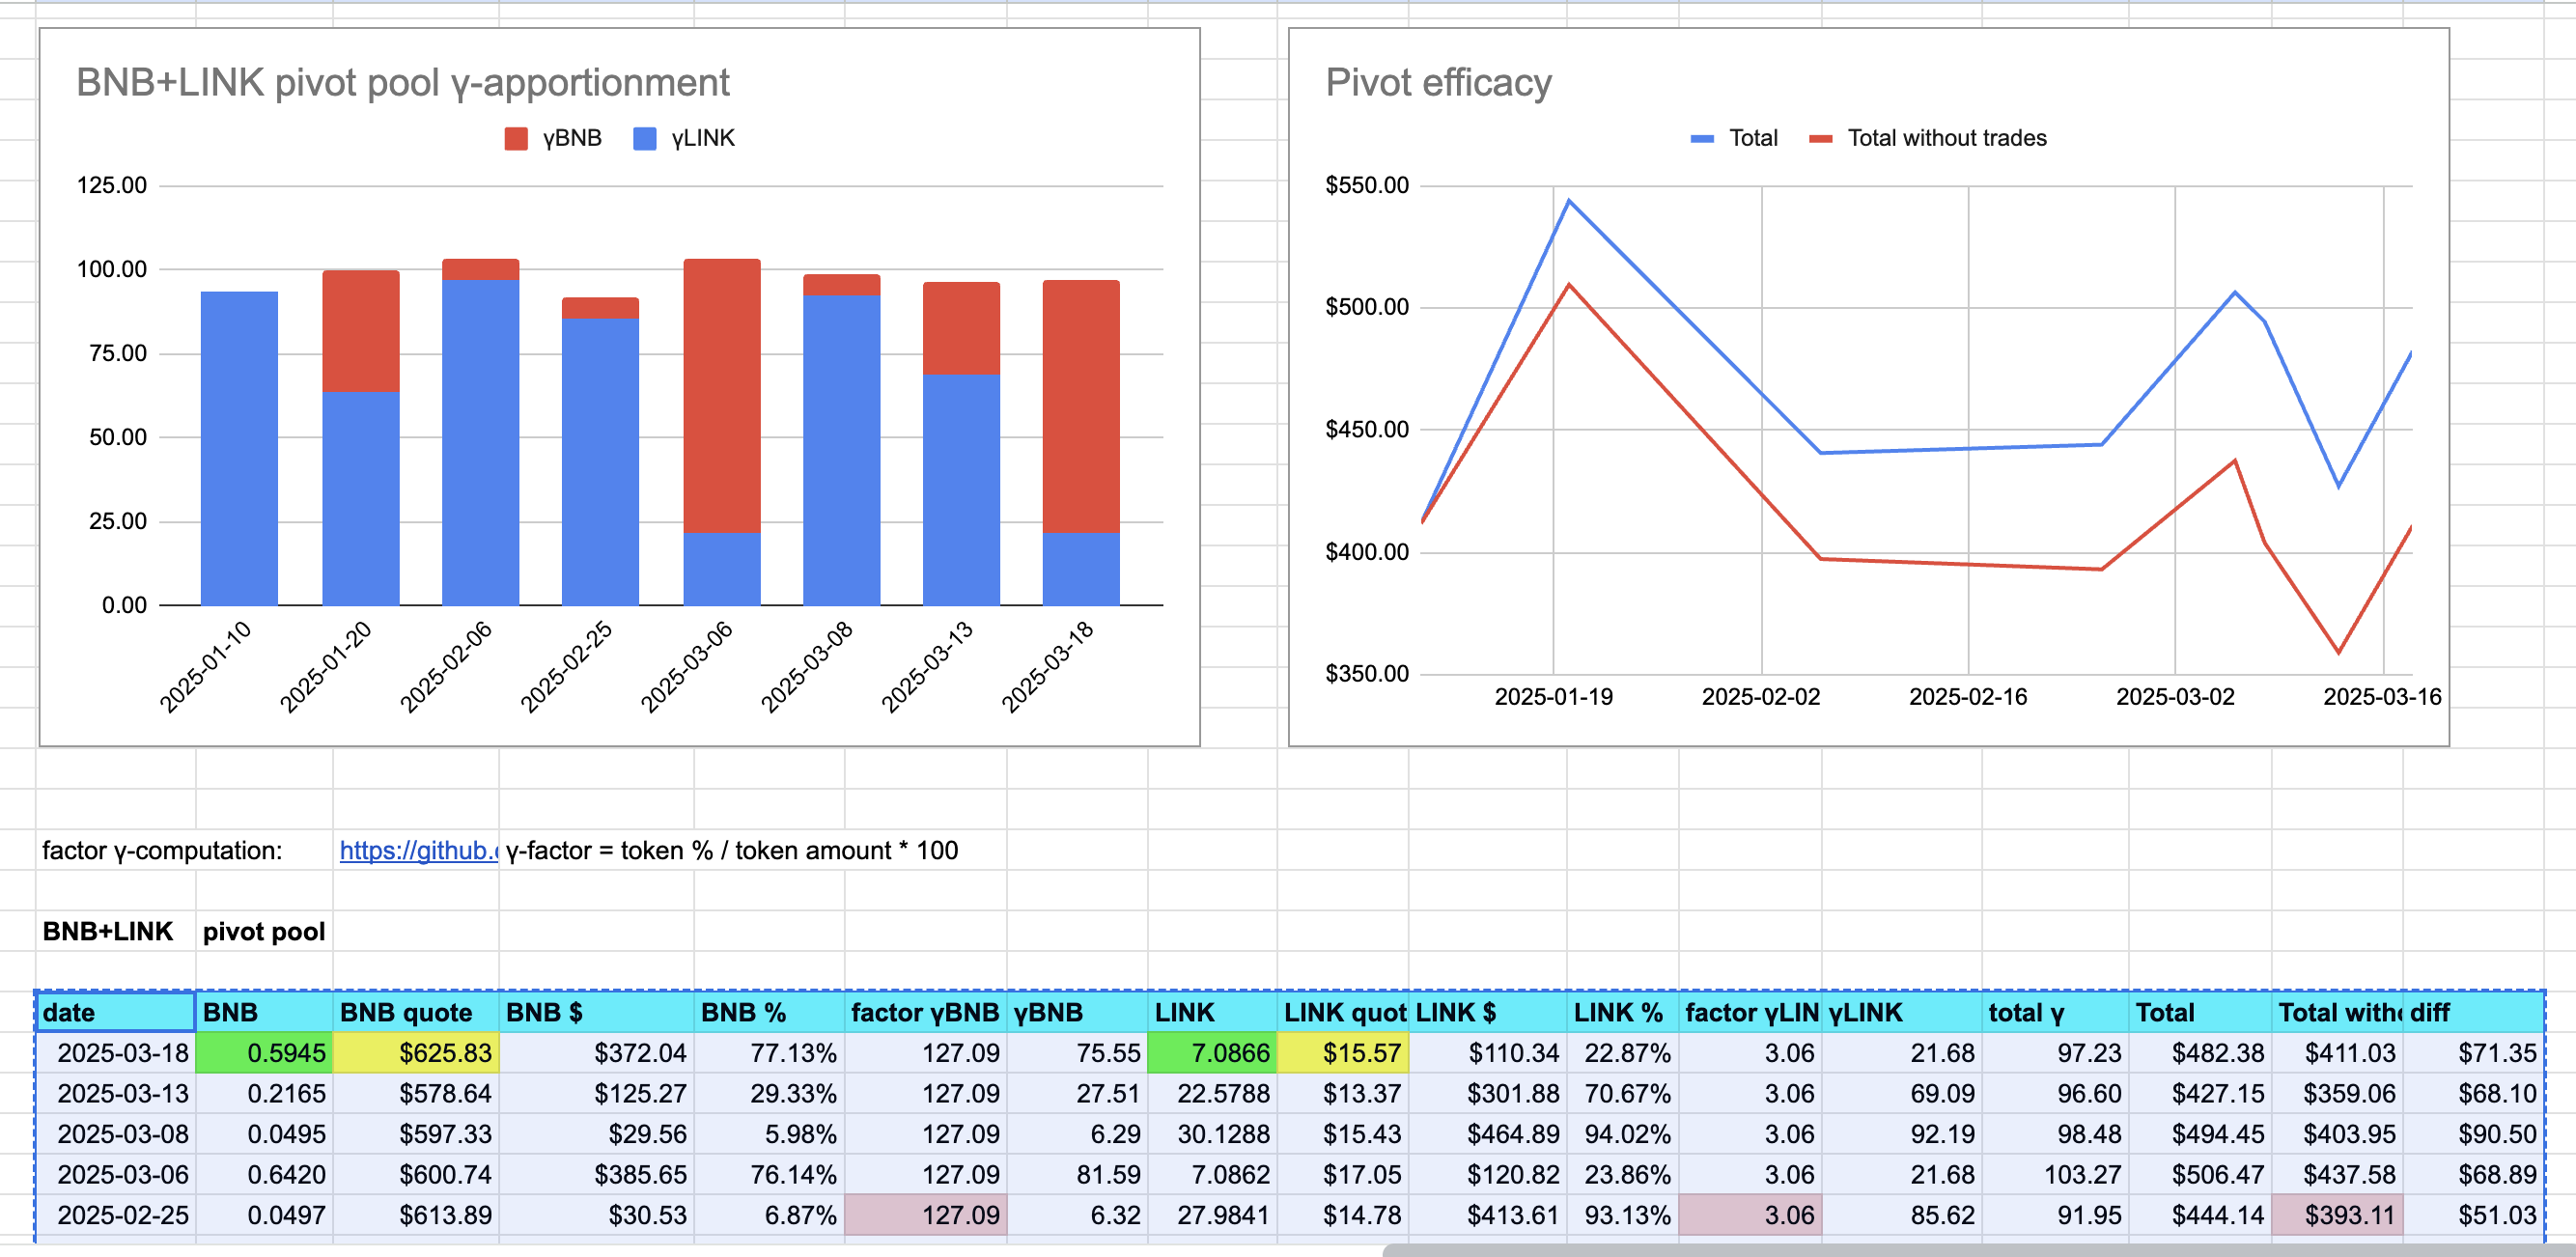 BNB+LINK pivot pool γ-apportionment
γBNB γLINK
125.00
100.00
75.00
50.00
25.00
0.00
2025-01-10 2025-01-20 2025-02-06 2025-02-25 2025-03-06 2025-03-08 2025-03-13 2025-03-18
Pivot efficacy
Total Total without trades
$550.00
$500.00
$450.00
$400.00
$350.00
2025-01-19 2025-02-02 2025-02-16 2025-03-02 2025-03-16
factor γ-computation: https://github. γ-factor = token % / token amount * 100
BNB+LINK pivot pool
date BNB BNB quote BNB $ BNB % factor γBNB γBNB LINK LINK quot LINK $ LINK % factor γLIN γLINK total γ Total Total with diff
2025-03-18 0.5945 $625.83 $372.04 77.13% 127.09 75.55 7.0866 $15.57 $110.34 22.87% 3.06 21.68 97.23 $482.38 $411.03 $71.35
2025-03-13 0.2165 $578.64 $125.27 29.33% 127.09 27.51 22.5788 $13.37 $301.88 70.67% 3.06 69.09 96.60 $427.15 $359.06 $68.10
2025-03-08 0.0495 $597.33 $29.56 5.98% 127.09 6.29 30.1288 $15.43 $464.89 94.02% 3.06 92.19 98.48 $494.45 $403.95 $90.50
2025-03-06 0.6420 $600.74 $385.65 76.14% 127.09 81.59 7.0862 $17.05 $120.82 23.86% 3.06 21.68 103.27 $506.47 $437.58 $68.89
2025-02-25 0.0497 $613.89 $30.53 6.87% 127.09 6.32 27.9841 $14.78 $413.61 93.13% 3.06 85.62 91.95 $444.14 $393.11 $51.03